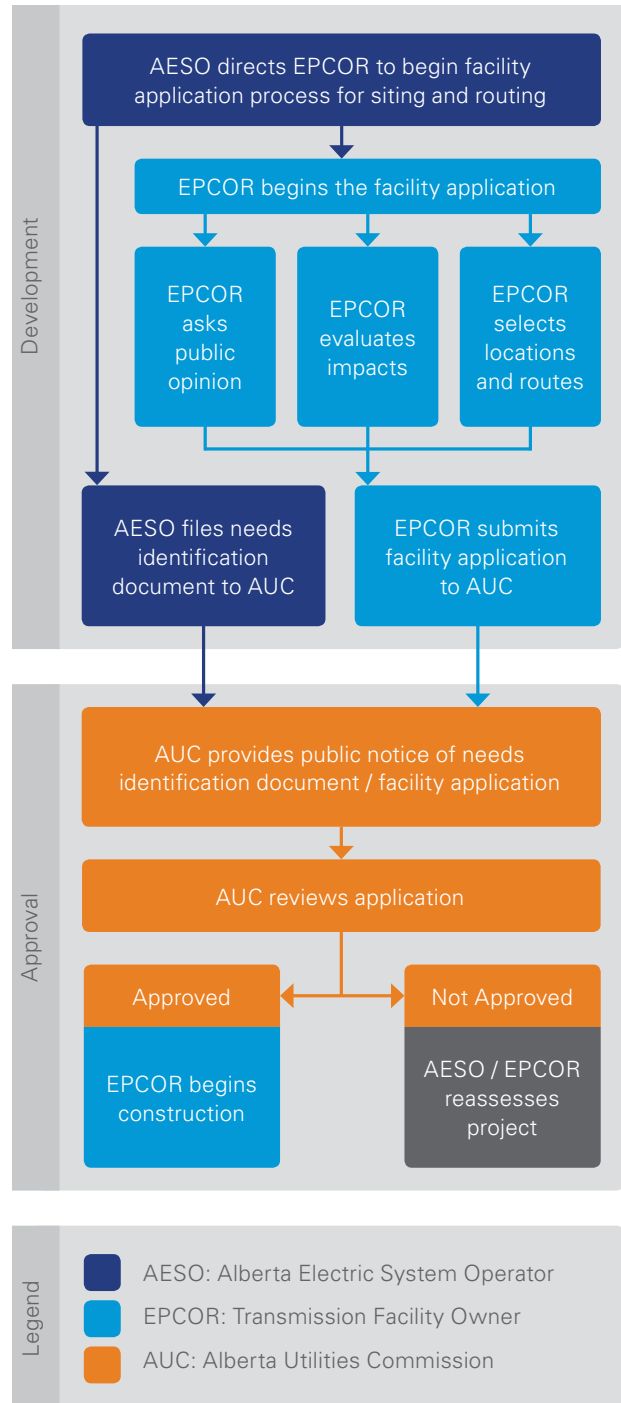 Development
AESO directs EPCOR to begin facility
application process for siting and routing
EPCOR begins the facility application
EPCOR
asks
public
opinion
EPCOR
evaluates
impacts
EPCOR
selects
locations
and routes
AESO files needs
identification
document to AUC
EPCOR submits
facility application
to AUC
Approval
AUC provides public notice of needs
identification document / facility application
AUC reviews application
Approved
EPCOR begins
construction
Not Approved
AESO / EPCOR
reassesses
project
Legend
AESO: Alberta Electric System Operator
EPCOR: Transmission Facility Owner
AUC: Alberta Utilities Commission